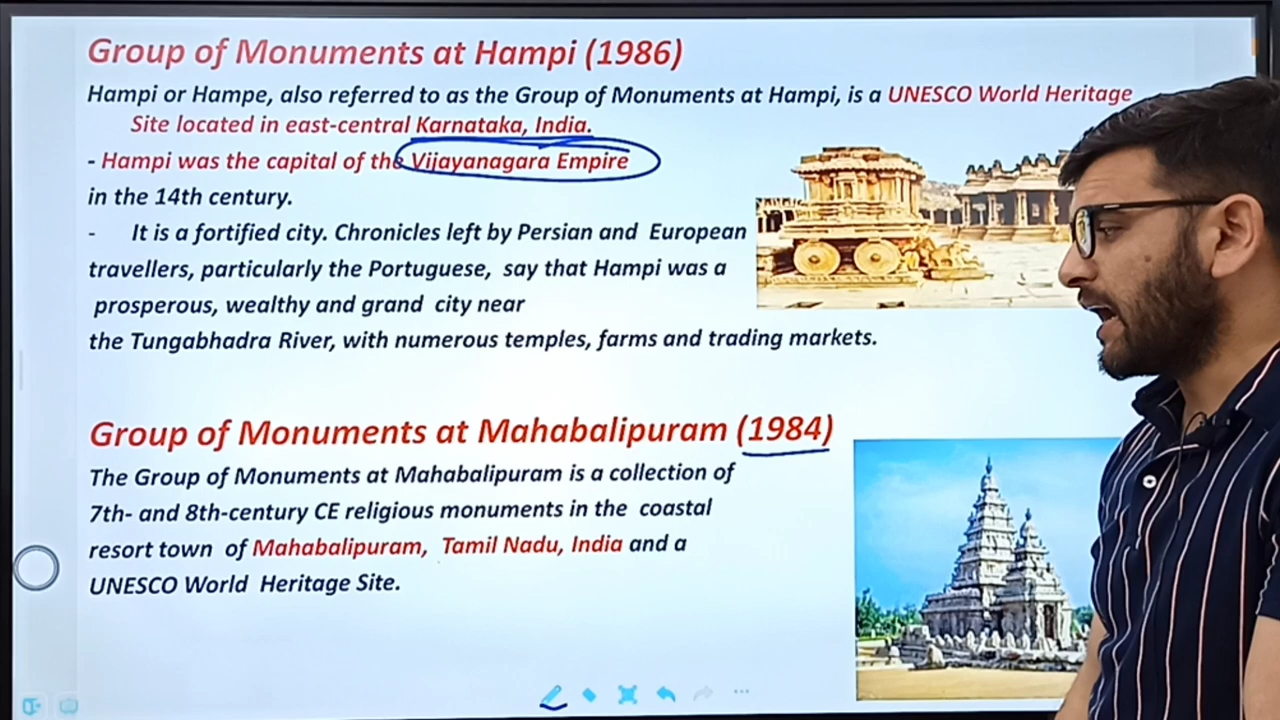 Group of Monuments at Hampi (1986)
Hampi or Hampe, also referred to as the Group of Monuments at Hampi, is a UNESCO World Heritage
Site located in east-central Karnataka, India.
- Hampi was the capital of the Vijayanagara Empire
in the 14th century.
- It is a fortified city. Chronicles left by Persian and European
travellers, particularly the Portuguese, say that Hampi was a
prosperous, wealthy and grand city near
the Tungabhadra River, with numerous temples, farms and trading markets.
Group of Monuments at Mahabalipuram (1984)
The Group of Monuments at Mahabalipuram is a collection of
7th- and 8th-century CE religious monuments in the coastal
resort town of Mahabalipuram, Tamil Nadu, India and a
UNESCO World Heritage Site.